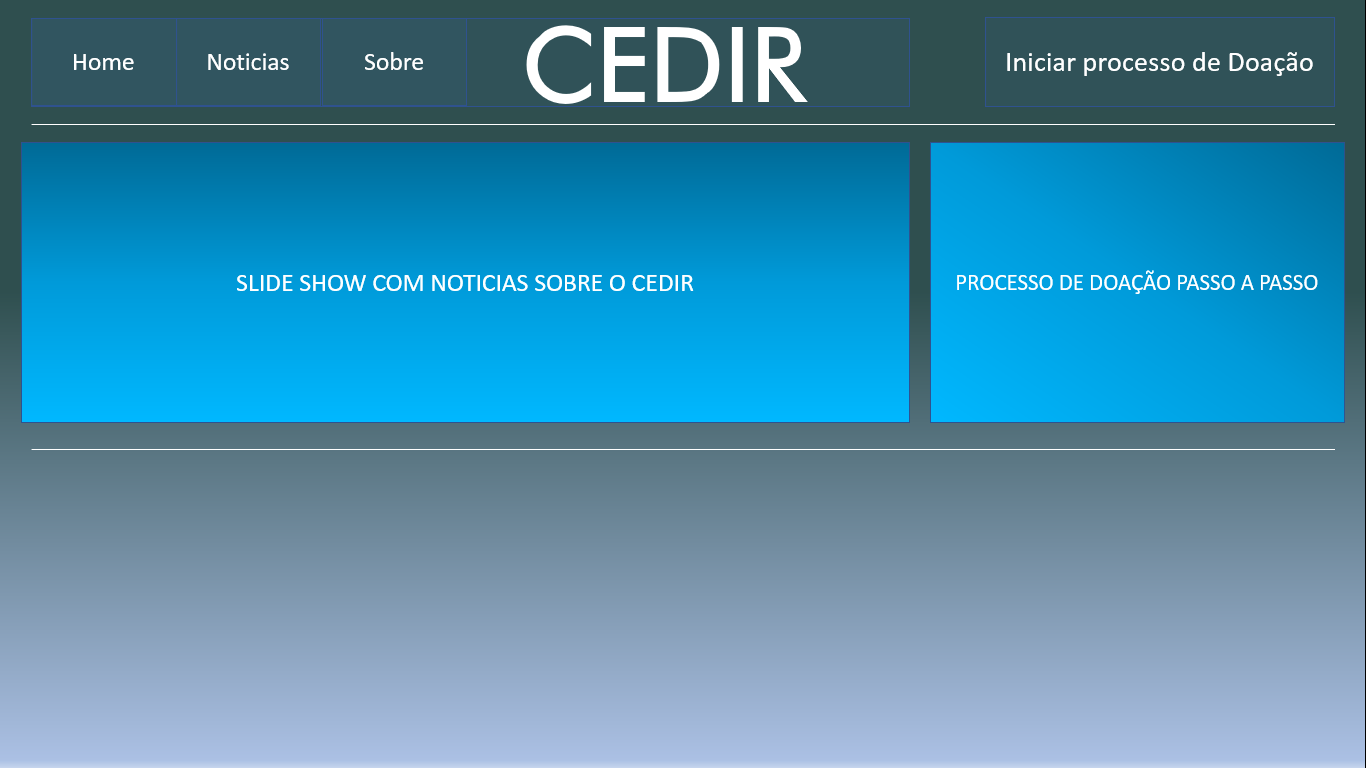 Home
Noticias
Sobre
CEDIR
Iniciar processo de Doação
SLIDE SHOW COM NOTICIAS SOBRE O CEDIR
PROCESSO DE DOAÇÃO PASSO A PASSO